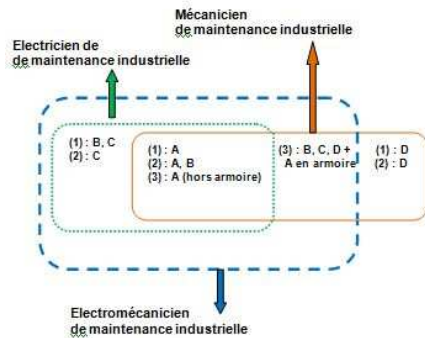 Mécanicien
de maintenance industrielle
Electricien de
de maintenance industrielle
(1) : B, C
(2) : C
(1) : A
(2) : A, B
(3) : A (hors armoire)
(3) : B, C, D +
A en armoire
(1) : D
(2) : D
Electromécanicien
de maintenance industrielle